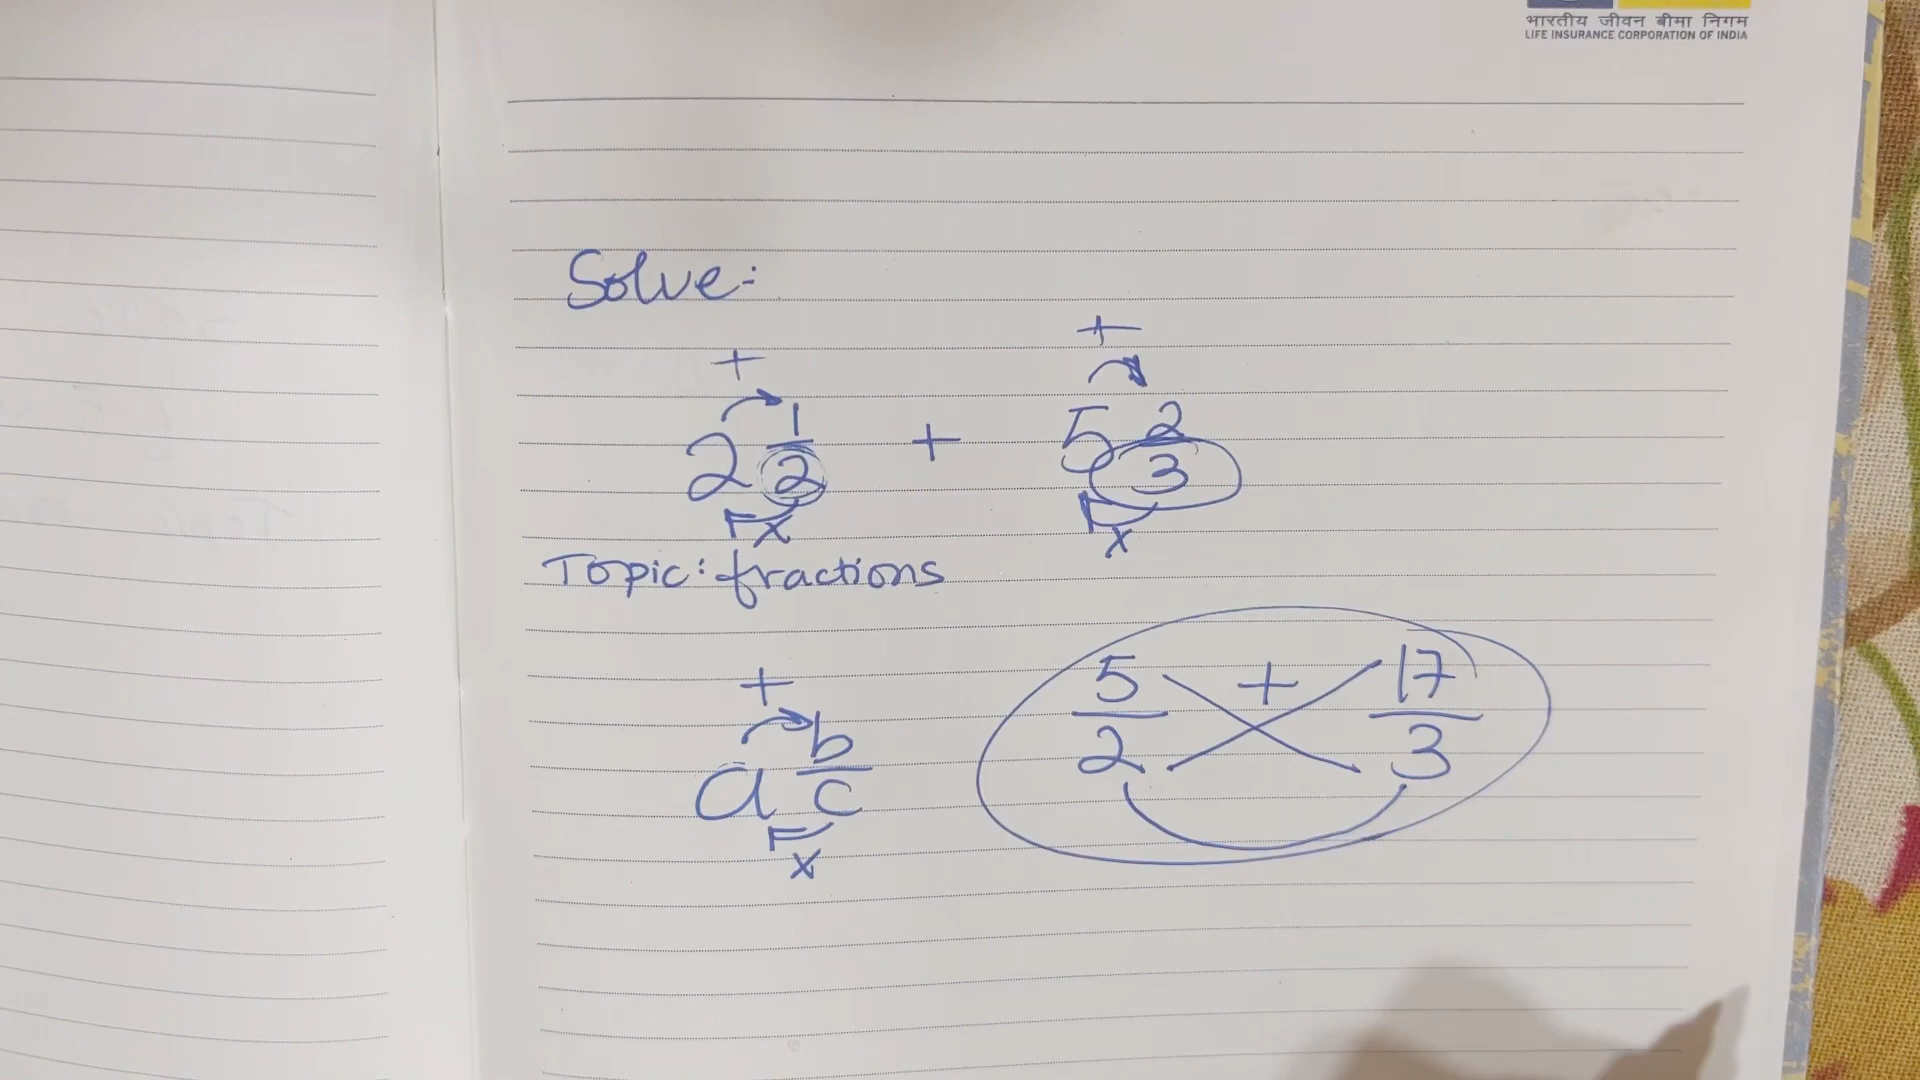 भारतीय जीवन बीमा निगम
LIFE INSURANCE CORPORATION OF INDIA
Solve:
+ +
2 1/2 + 5 2/3
x x
Topic: fractions
+
a b/c
x
5/2 + 17/3